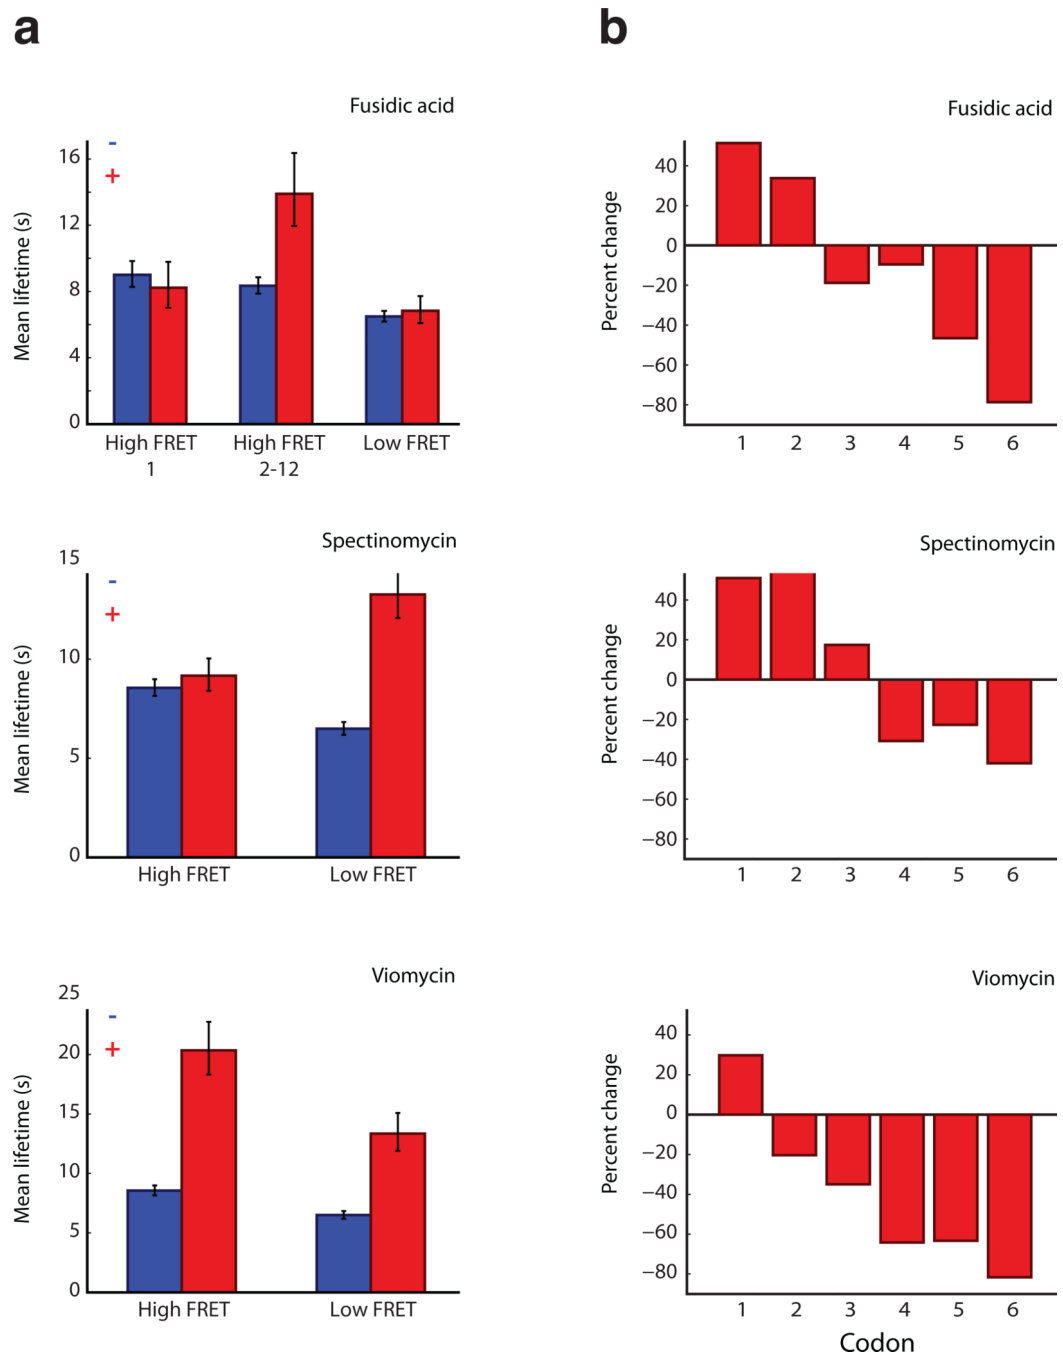 a
Fusidic acid
-
+
Mean lifetime (s)
16
12
8
4
0
High FRET
1
High FRET
2-12
Low FRET
b
Fusidic acid
Percent change
40
20
0
−20
−40
−60
−80
1 2 3 4 5 6
Spectinomycin
-
+
Mean lifetime (s)
15
10
5
0
High FRET
Low FRET
Spectinomycin
Percent change
40
20
0
−20
−40
−60
−80
1 2 3 4 5 6
Viomycin
-
+
Mean lifetime (s)
25
20
15
10
5
0
High FRET
Low FRET
Viomycin
Percent change
40
20
0
−20
−40
−60
−80
1 2 3 4 5 6
Codon